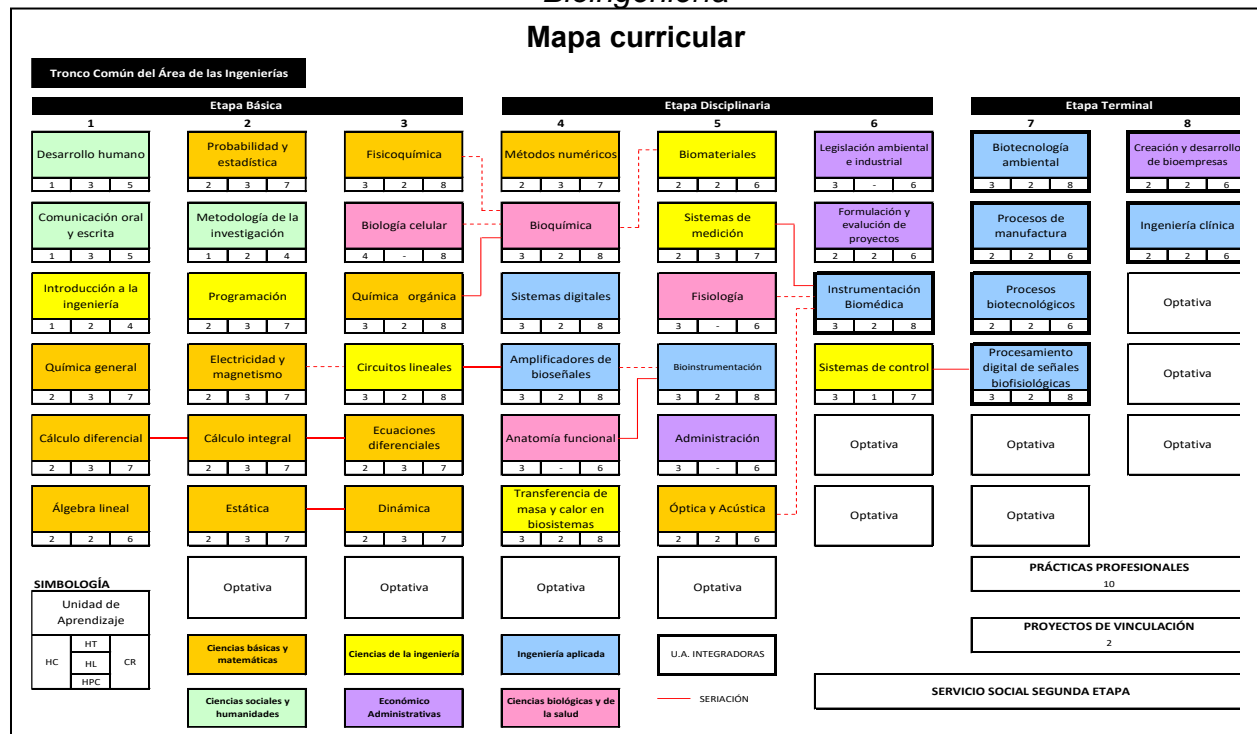 Bioingeniería
Mapa curricular
Tronco Común del Área de las Ingenierías
Etapa Básica
Etapa Disciplinaria
Etapa Terminal
1 2 3 4 5 6 7 8
Desarrollo humano
1 3 5
Probabilidad y
estadística
2 3 7
Fisicoquímica
3 2 8
Métodos numéricos
2 3 7
Biomateriales
2 2 6
Legislación ambiental
e industrial
3 - 6
Biotecnología
ambiental
3 2 8
Creación y desarrollo
de bioempresas
2 2 6
Comunicación oral
y escrita
1 3 5
Metodología de la
investigación
1 2 4
Biología celular
4 - 8
Bioquímica
3 2 8
Sistemas de
medición
2 3 7
Formulación y
evalución de
proyectos
2 2 6
Procesos de
manufactura
2 2 6
Ingeniería clínica
2 2 6
Introducción a la
ingeniería
1 2 4
Programación
2 3 7
Química orgánica
3 2 8
Sistemas digitales
3 2 8
Fisiología
3 - 6
Instrumentación
Biomédica
3 2 8
Procesos
biotecnológicos
2 2 6
Optativa
Química general
2 3 7
Electricidad y
magnetismo
2 3 7
Circuitos lineales
3 2 8
Amplificadores de
bioseñales
3 2 8
Bioinstrumentación
3 2 8
Sistemas de control
3 1 7
Procesamiento
digital de señales
biofisiológicas
3 2 8
Optativa
Cálculo diferencial
2 3 7
Cálculo integral
2 3 7
Ecuaciones
diferenciales
2 3 7
Anatomía funcional
3 - 6
Administración
3 - 6
Optativa
Optativa
Optativa
Álgebra lineal
2 2 6
Estática
2 3 7
Dinámica
2 3 7
Transferencia de
masa y calor en
biosistemas
3 2 8
Óptica y Acústica
2 2 6
Optativa
Optativa
Optativa
Optativa
Optativa
Optativa
PRÁCTICAS PROFESIONALES
10
PROYECTOS DE VINCULACIÓN
2
SERVICIO SOCIAL SEGUNDA ETAPA
SIMBOLOGÍA
Unidad de
Aprendizaje
HC
HT
HL
HPC
CR
Ciencias básicas y
matemáticas
Ciencias de la ingeniería
Ingeniería aplicada
U.A. INTEGRADORAS
Ciencias sociales y
humanidades
Económico
Administrativas
Ciencias biológicas y de
la salud
SERIACIÓN